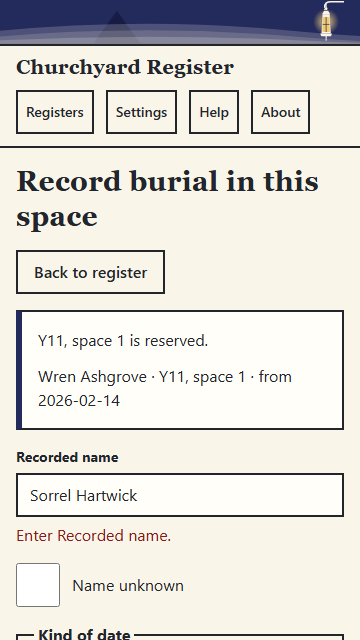 Churchyard Register
Registers
Settings
Help
About
Record burial in this
space
Back to register
Y11, space 1 is reserved.
Wren Ashgrove · Y11, space 1 · from
2026-02-14
Recorded name
Sorrel Hartwick
Enter Recorded name.
Name unknown
Kind of date